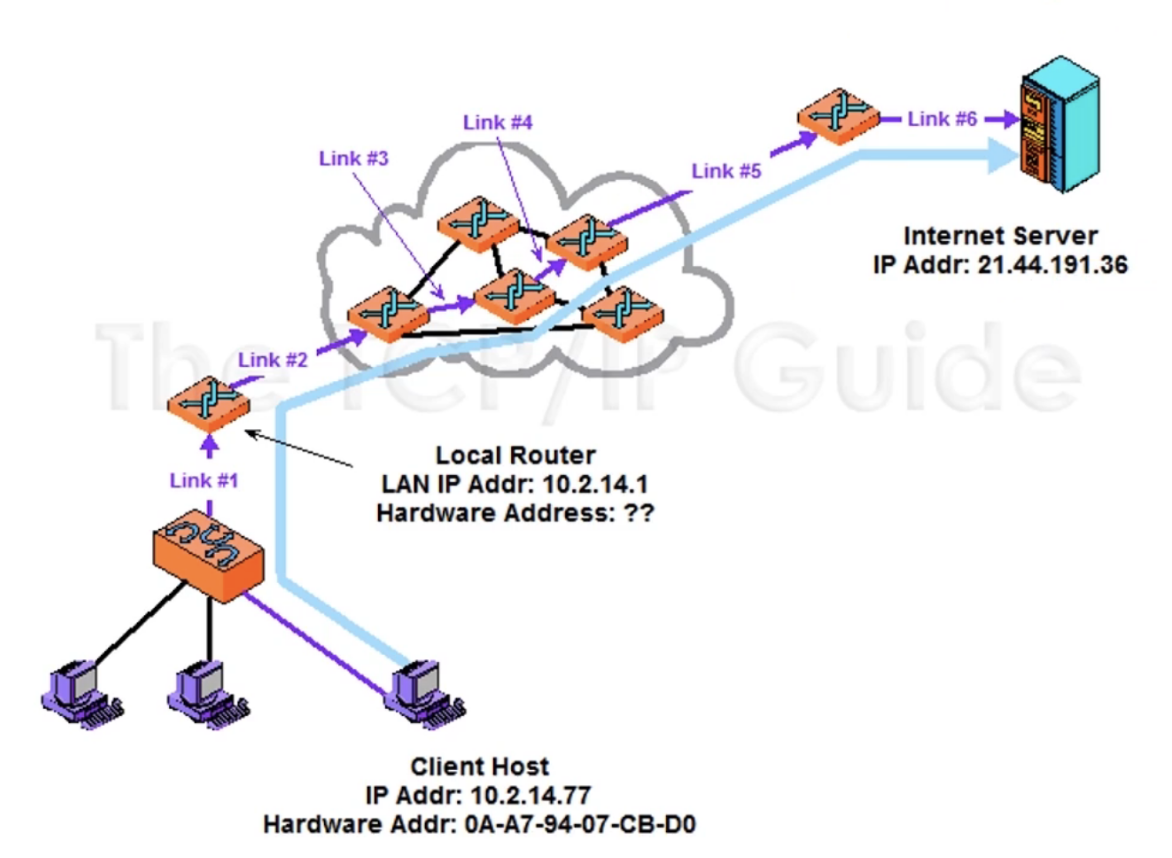 Link #4
Link #3
Link #6
Link #5
Internet Server
IP Addr: 21.44.191.36
The TCP/IP Guide
Link #2
Local Router
LAN IP Addr: 10.2.14.1
Hardware Address: ??
Link #1
Client Host
IP Addr: 10.2.14.77
Hardware Addr: 0A-A7-94-07-CB-D0